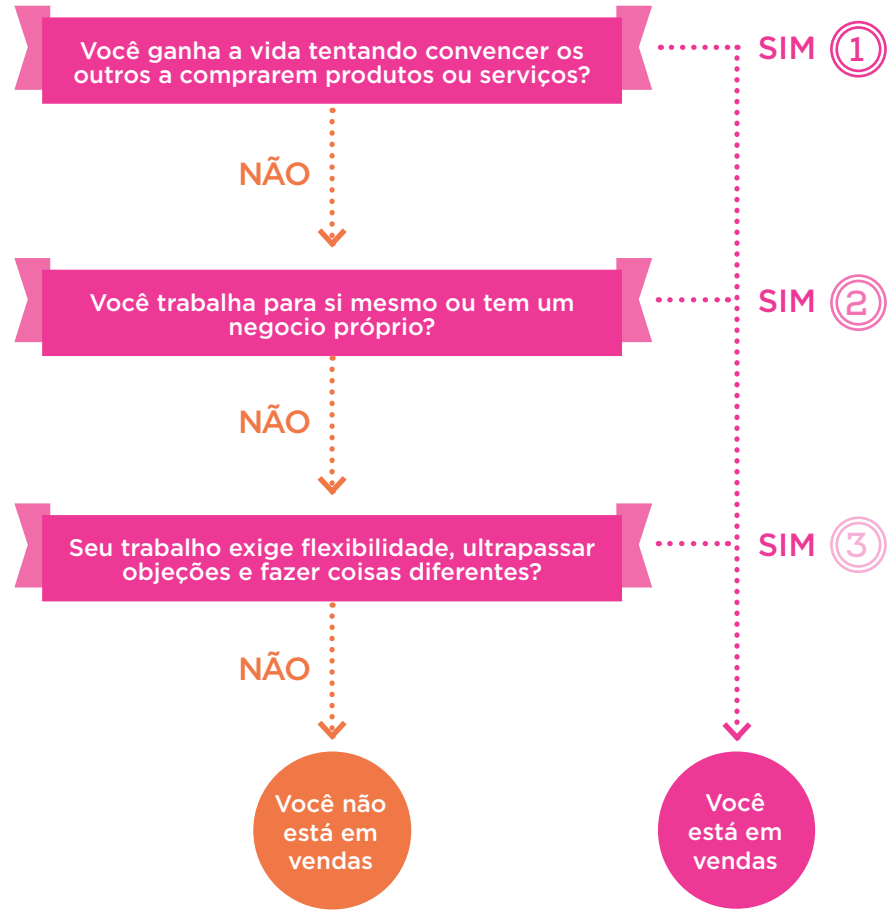 Você ganha a vida tentando convencer os
outros a comprarem produtos ou serviços?
SIM 1
NÃO
Você trabalha para si mesmo ou tem um
negocio próprio?
SIM 2
NÃO
Seu trabalho exige flexibilidade, ultrapassar
objeções e fazer coisas diferentes?
SIM 3
NÃO
Você não
está em
vendas
Você
está em
vendas